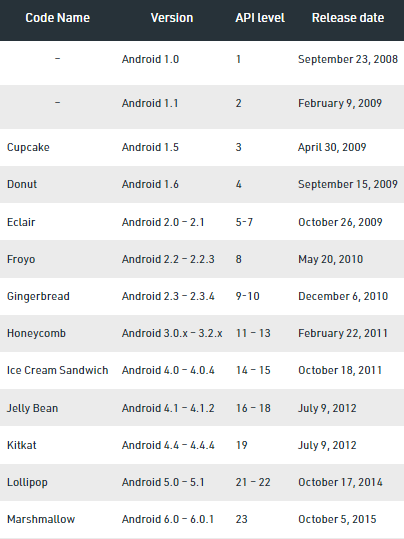 Code Name Version API level Release date
– Android 1.0 1 September 23, 2008
– Android 1.1 2 February 9, 2009
Cupcake Android 1.5 3 April 30, 2009
Donut Android 1.6 4 September 15, 2009
Eclair Android 2.0 – 2.1 5-7 October 26, 2009
Froyo Android 2.2 – 2.2.3 8 May 20, 2010
Gingerbread Android 2.3 – 2.3.4 9-10 December 6, 2010
Honeycomb Android 3.0.x – 3.2.x 11 – 13 February 22, 2011
Ice Cream Sandwich Android 4.0 – 4.0.4 14 – 15 October 18, 2011
Jelly Bean Android 4.1 – 4.1.2 16 – 18 July 9, 2012
Kitkat Android 4.4 – 4.4.4 19 July 9, 2012
Lollipop Android 5.0 – 5.1 21 – 22 October 17, 2014
Marshmallow Android 6.0 – 6.0.1 23 October 5, 2015